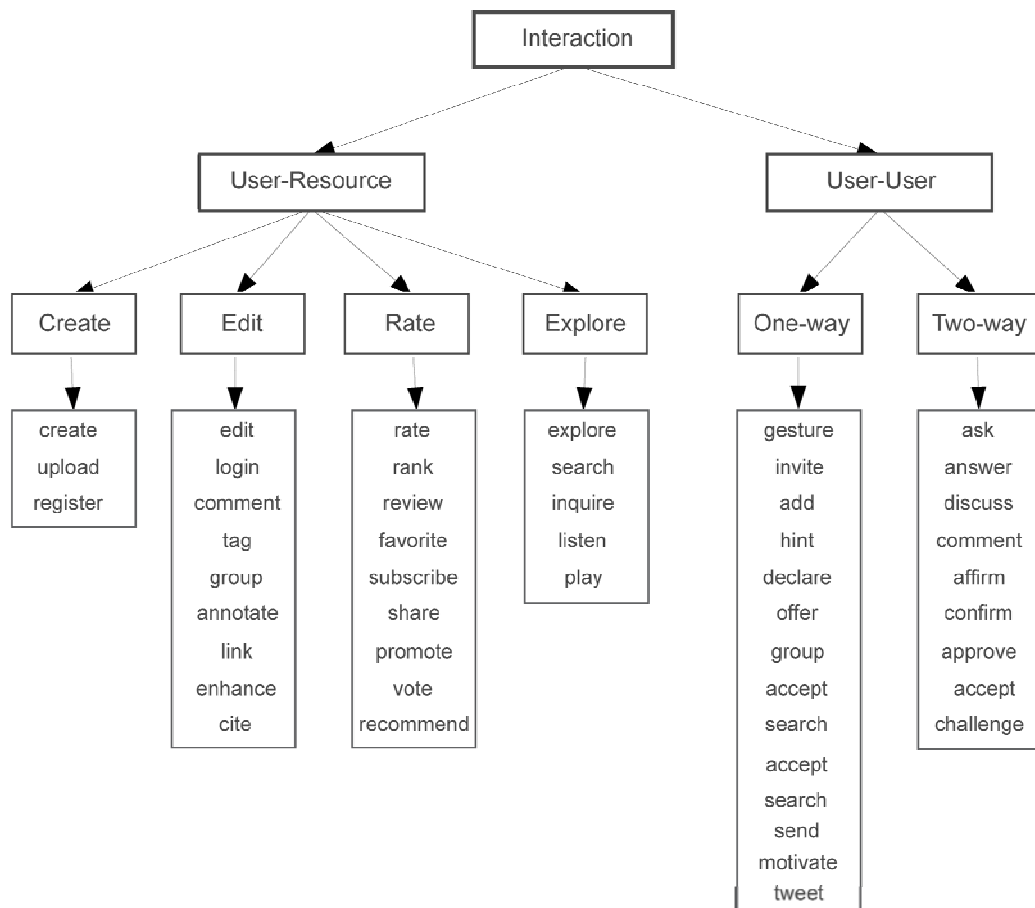 Interaction
User-Resource
User-User
Create
Edit
Rate
Explore
One-way
Two-way
create
upload
register
edit
login
comment
tag
group
annotate
link
enhance
cite
rate
rank
review
favorite
subscribe
share
promote
vote
recommend
explore
search
inquire
listen
play
gesture
invite
add
hint
declare
offer
group
accept
search
accept
search
send
motivate
tweet
ask
answer
discuss
comment
affirm
confirm
approve
accept
challenge